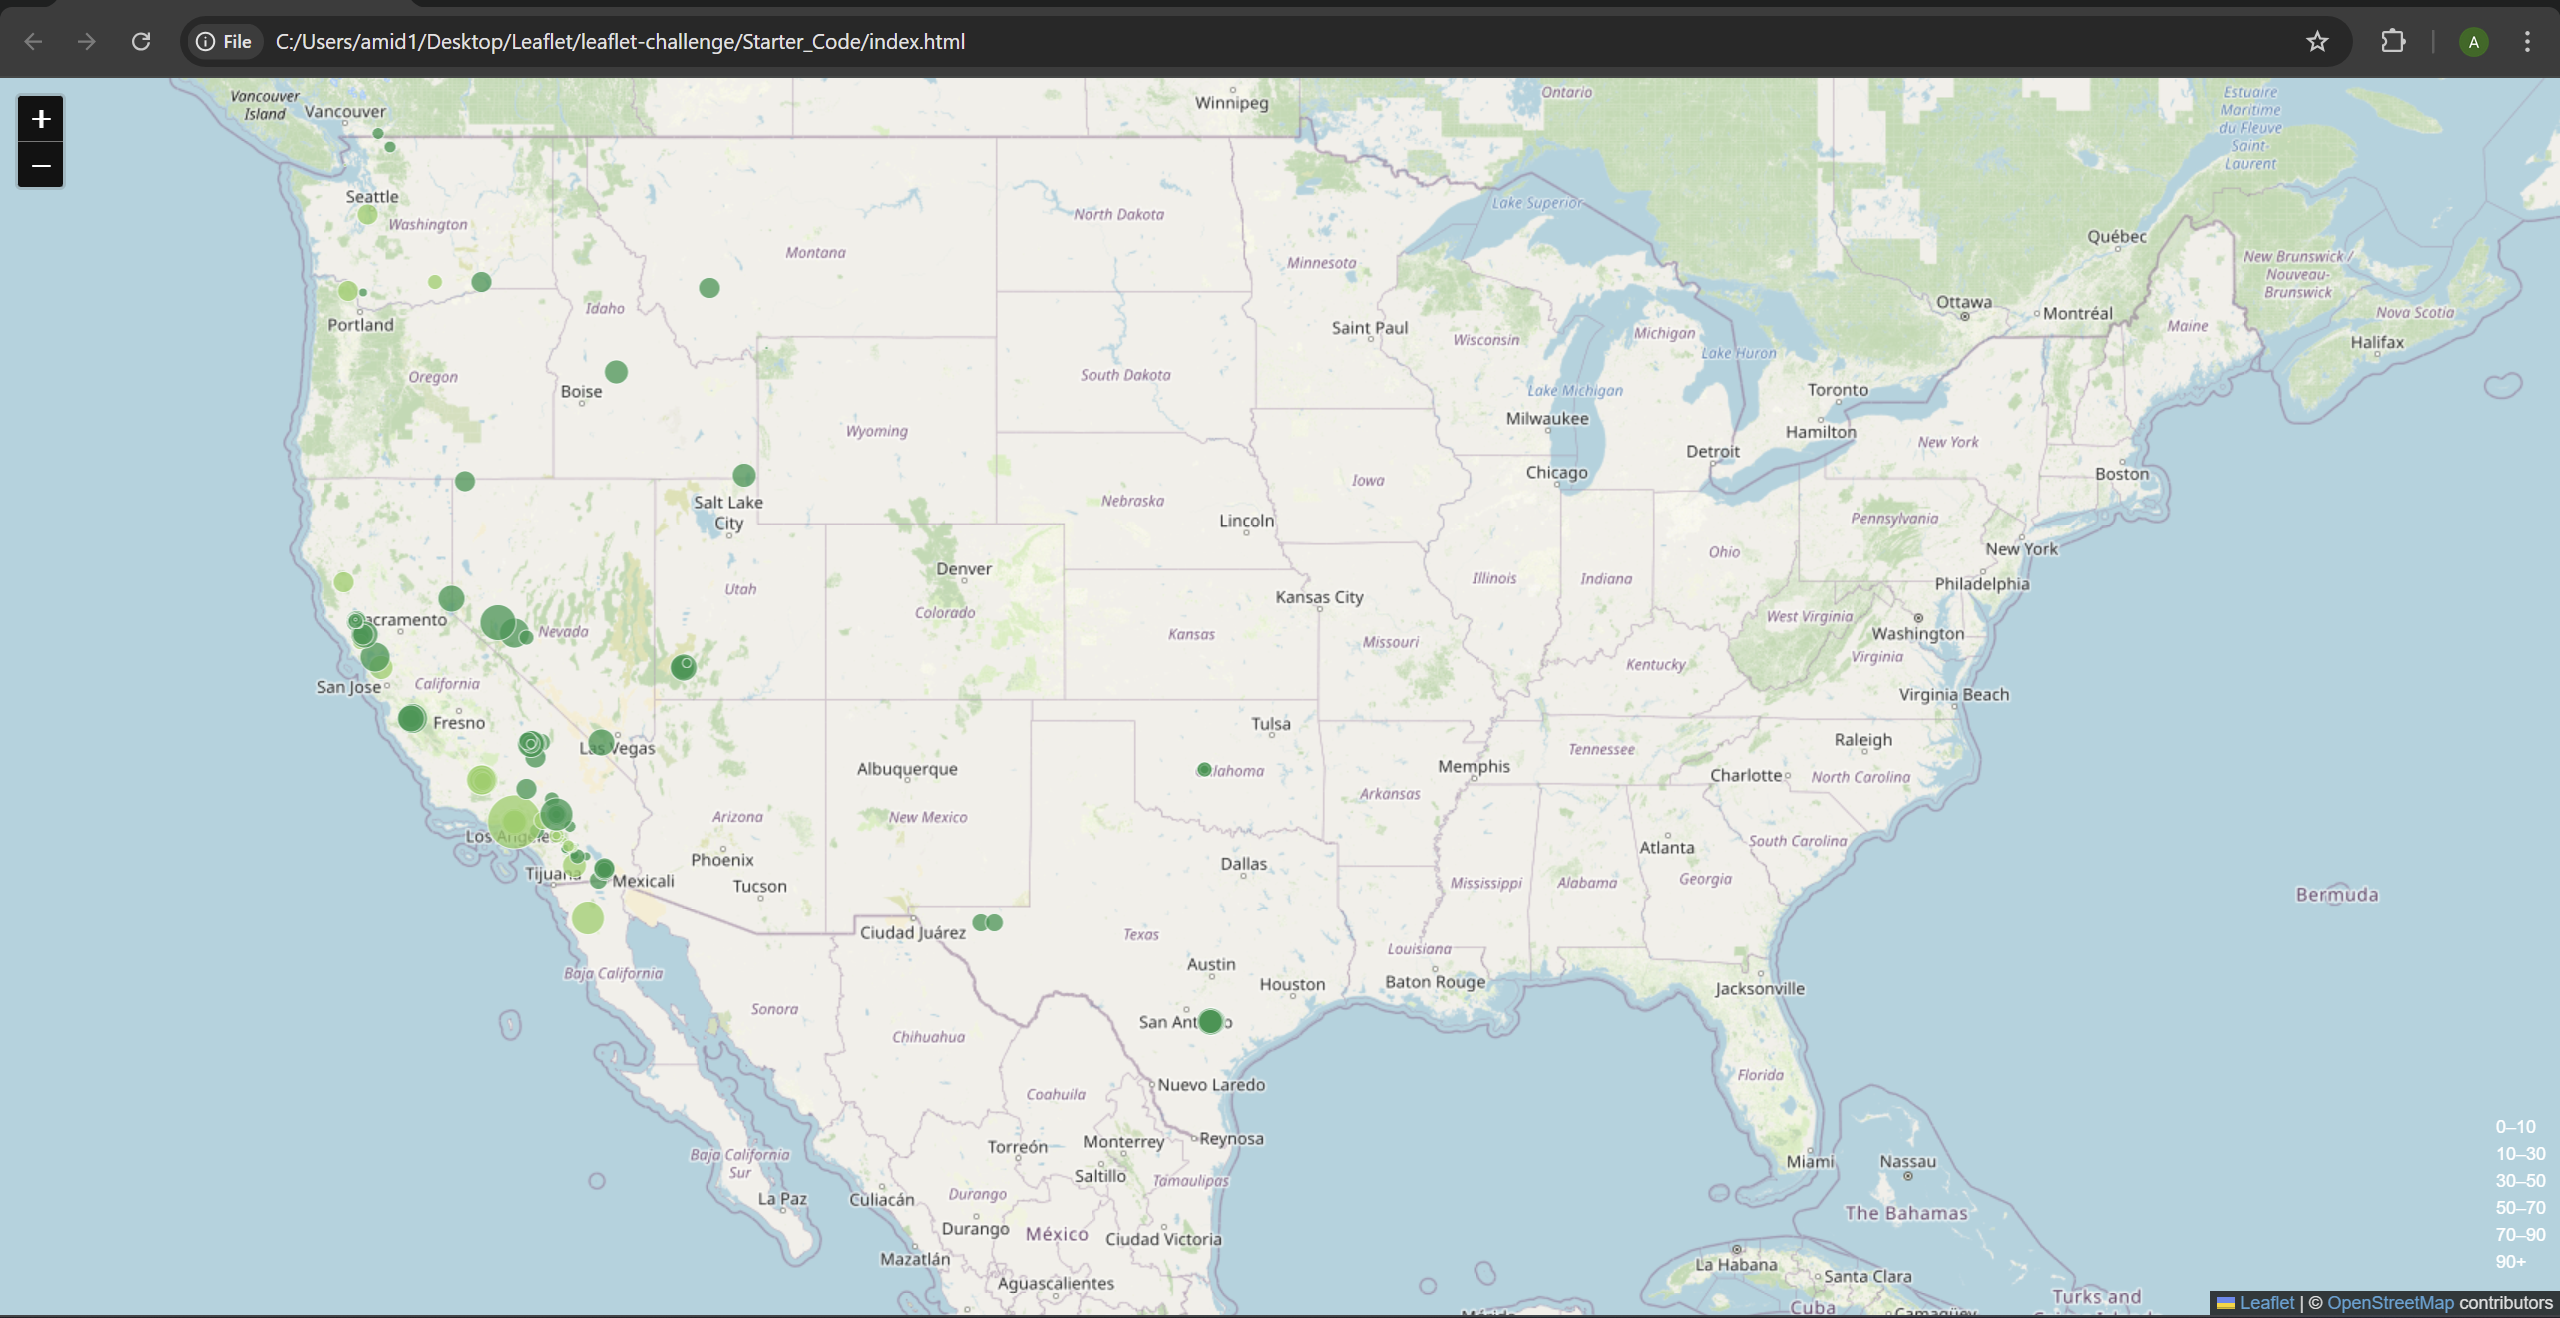 File
C:/Users/amid1/Desktop/Leaflet/leaflet-challenge/Starter_Code/index.html
A
+
−
Vancouver
Island
Vancouver
Winnipeg
Ontario
Estuaire
Maritime
du Fleuve
Saint-
Laurent
Seattle
Washington
North Dakota
Lake Superior
Montana
Minnesota
Québec
New Brunswick /
Nouveau-
Brunswick
Idaho
Portland
Saint Paul
Wisconsin
Michigan
Lake Huron
Ottawa
Montréal
Maine
Nova Scotia
Halifax
Oregon
Boise
South Dakota
Lake Michigan
Toronto
Wyoming
Milwaukee
Hamilton
New York
Detroit
Chicago
Boston
Iowa
Salt Lake
City
Nebraska
Lincoln
Pennsylvania
New York
Ohio
Denver
Utah
Illinois
Indiana
Philadelphia
Colorado
Kansas City
acramento
Nevada
Kansas
Missouri
West Virginia
Washington
Virginia
Kentucky
San Jose
California
Virginia Beach
Fresno
Las Vegas
Tulsa
Raleigh
Albuquerque
lahoma
Memphis
Tennessee
Charlotte
North Carolina
Arkansas
Los Angeles
Arizona
New Mexico
South Carolina
Atlanta
Phoenix
Dallas
Tijuana
Mexicali
Tucson
Mississippi
Alabama
Georgia
Bermuda
Ciudad Juárez
Texas
Louisiana
Baja California
Austin
Houston
Baton Rouge
Jacksonville
Sonora
San Ant o
Chihuahua
Nuevo Laredo
Coahuila
Florida
Torreón
Monterrey
Reynosa
Baja California
Sur
Saltillo
Tamaulipas
Miami
Nassau
La Paz
Culiacán
Durango
The Bahamas
Durango
México
Ciudad Victoria
Mazatlán
La Habana
Santa Clara
Aguascalientes
Turks and
Cuba
Camagüey
0–10
10–30
30–50
50–70
70–90
90+
Leaflet | © OpenStreetMap contributors